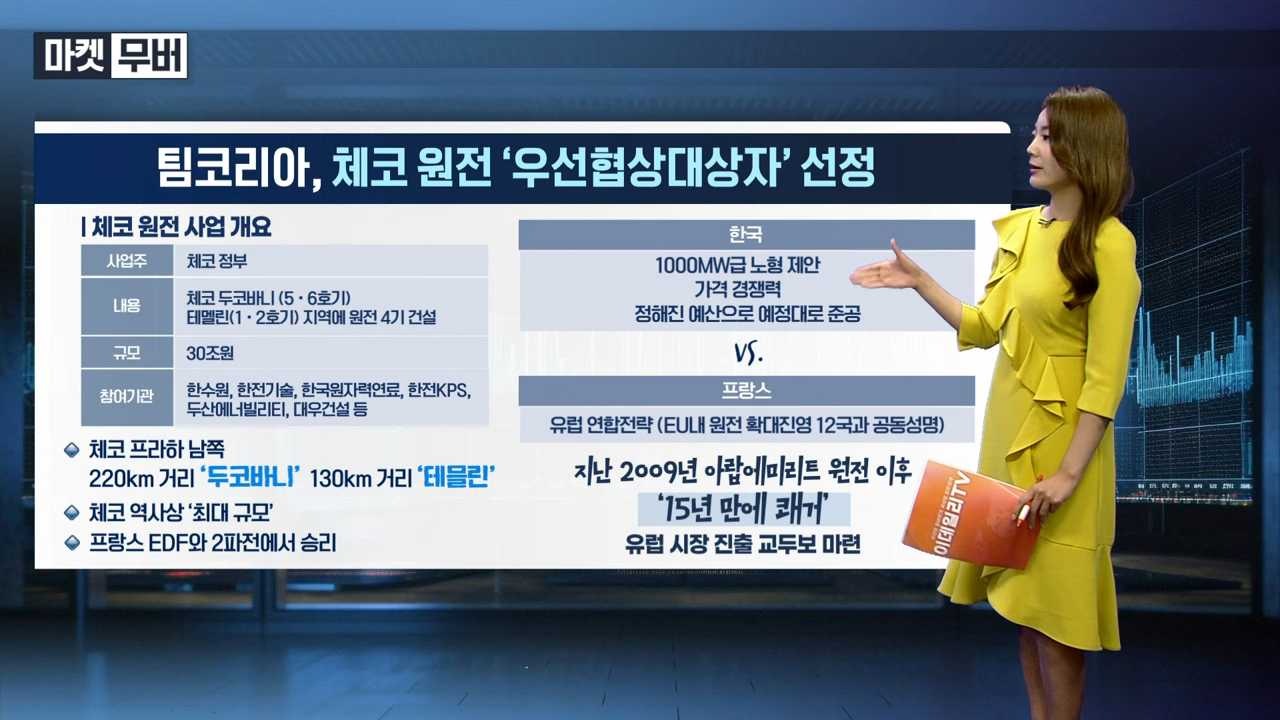 마켓무버
팀코리아, 체코 원전 ‘우선협상대상자’ 선정
체코 원전 사업 개요
사업주 체코 정부
내용 체코 두코바니 (5·6호기)
테멜린(1·2호기) 지역에 원전 4기 건설
규모 30조원
참여기관 한수원, 한전기술, 한국원자력연료, 한전KPS,
두산에너빌리티, 대우건설 등
체코 프라하 남쪽
220km 거리 ‘두코바니’ 130km 거리 ‘테믈린’
체코 역사상 ‘최대 규모’
프랑스 EDF와 2파전에서 승리
한국
1000MW급 노형 제안
가격 경쟁력
정해진 예산으로 예정대로 준공
VS.
프랑스
유럽 연합전략 (EU내 원전 확대진영 12국과 공동성명)
지난 2009년 아랍에미리트 원전 이후
‘15년 만에 쾌거’
유럽 시장 진출 교두보 마련
이데일리TV